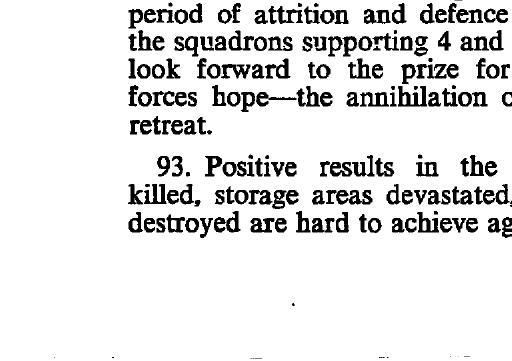 period of attrition and defence
the squadrons supporting 4 and
look forward to the prize for
forces hope—the annihilation
retreat.
93. Positive results in the
killed, storage areas devastated,
destroyed are hard to achieve